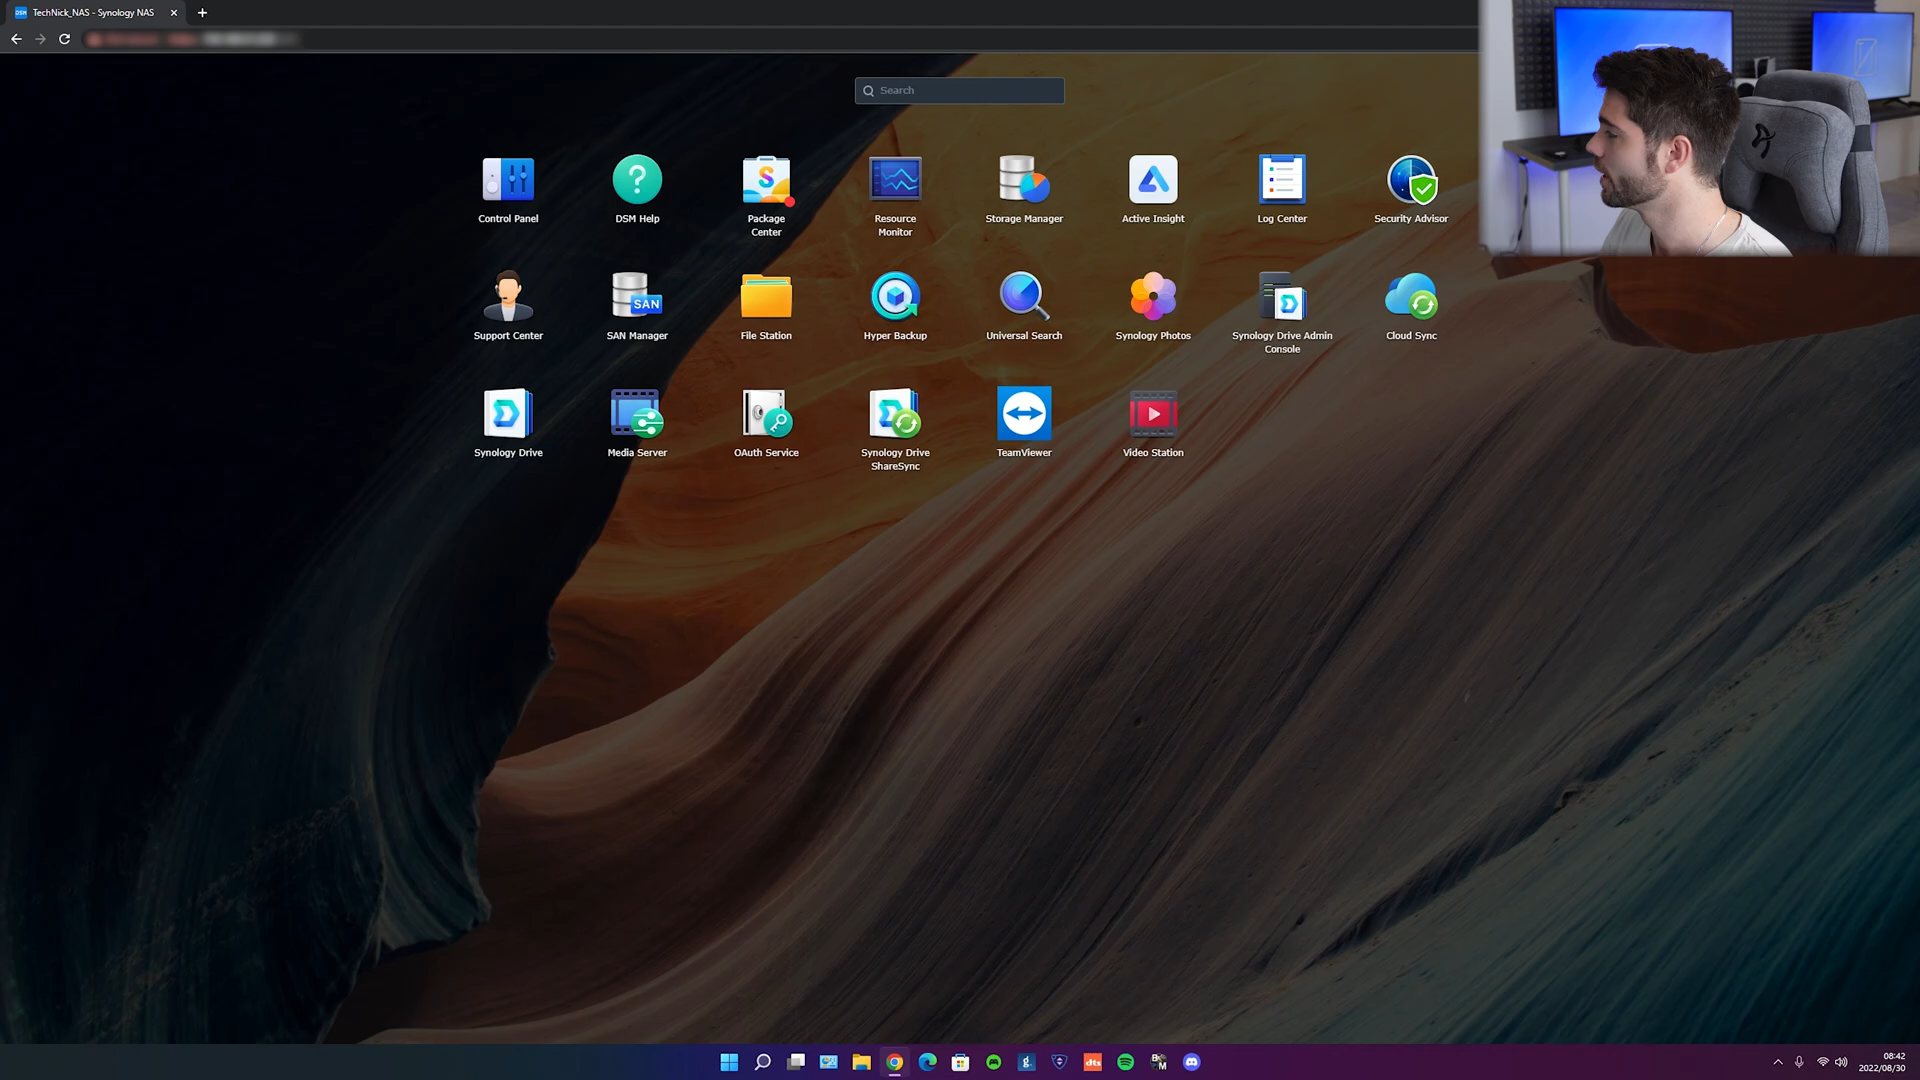 DSM TechNick_NAS - Synology NAS
Search
Control Panel
DSM Help
Package
Center
Resource
Monitor
Storage Manager
Active Insight
Log Center
Security Advisor
SAN
Support Center
SAN Manager
File Station
Hyper Backup
Universal Search
Synology Photos
Synology Drive Admin
Console
Cloud Sync
Synology Drive
Media Server
OAuth Service
Synology Drive
ShareSync
TeamViewer
Video Station
g.
dts
08:42
2022/08/30